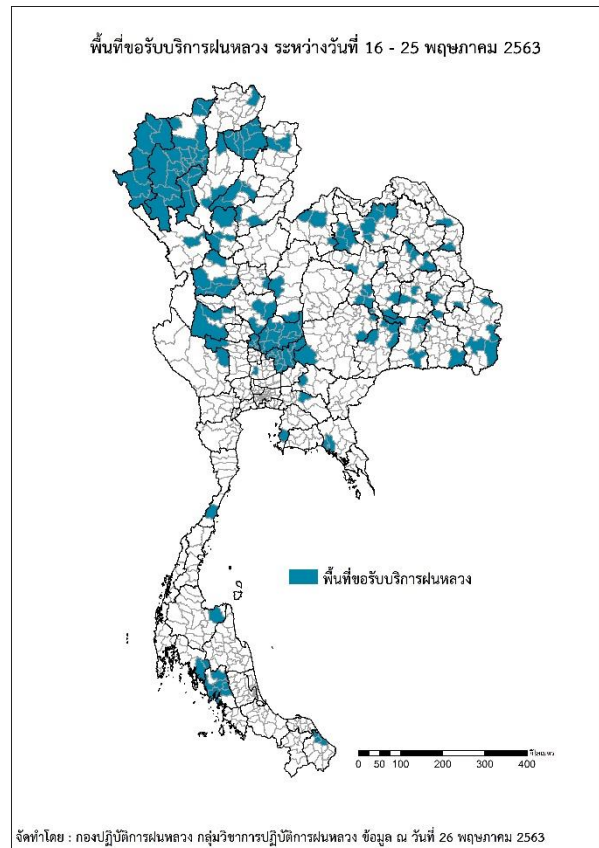 พื้นที่ขอรับบริการฝนหลวง ระหว่างวันที่ 16 - 25 พฤษภาคม 2563
พื้นที่ขอรับบริการฝนหลวง
0 50 100 200 300 400
จัดทำโดย : กองปฏิบัติการฝนหลวง กลุ่มวิชาการปฏิบัติการฝนหลวง ข้อมูล ณ วันที่ 26 พฤษภาคม 2563